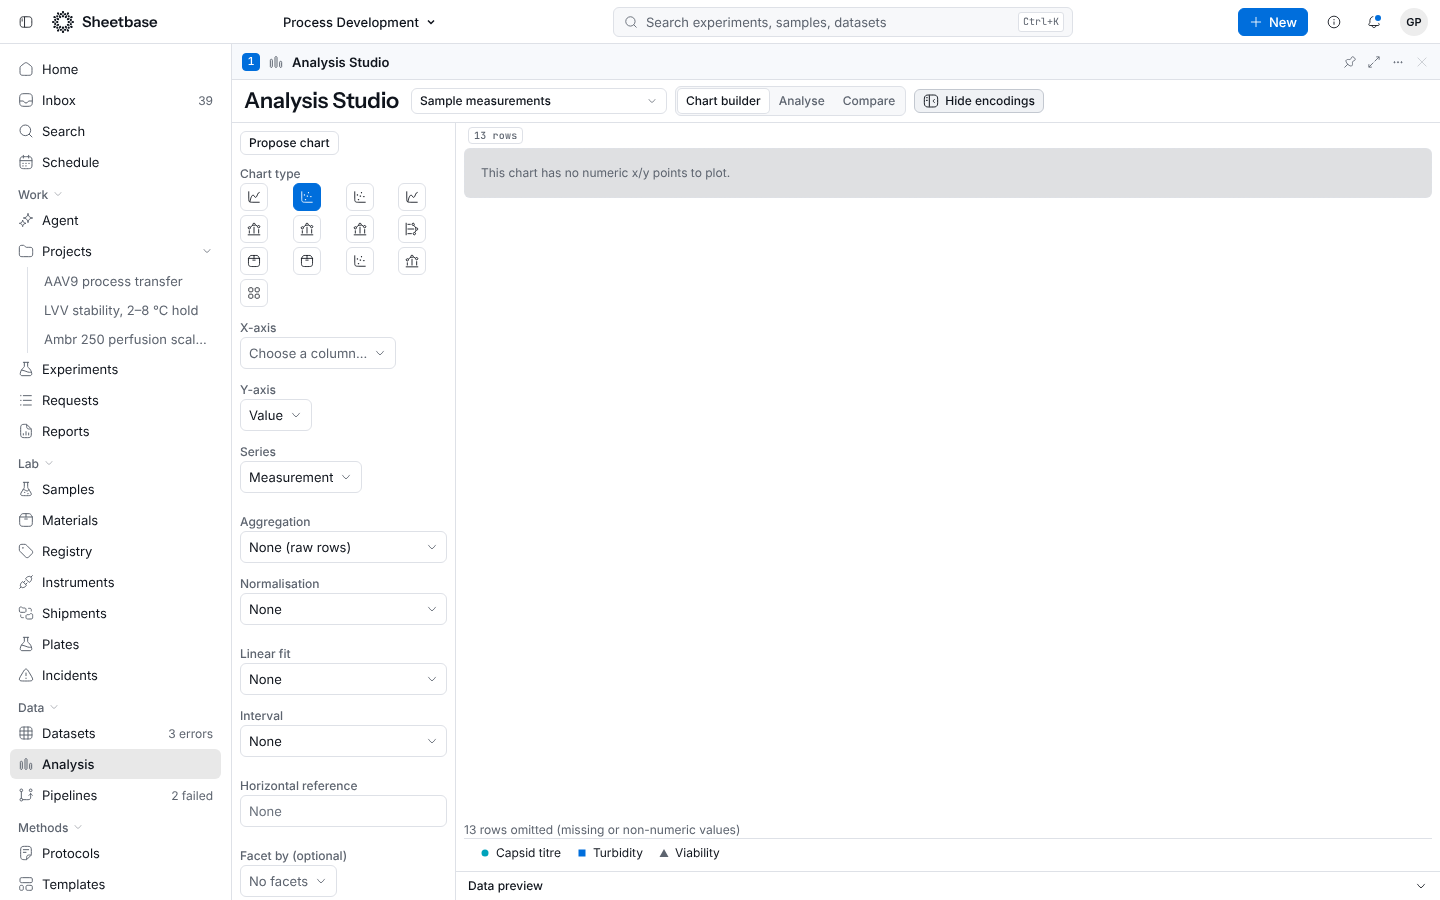 Sheetbase
Process Development
Search experiments, samples, datasets
Ctrl+K
New
GP
Home
Inbox 39
Search
Schedule
Work
Agent
Projects
AAV9 process transfer
LVV stability, 2–8 °C hold
Ambr 250 perfusion scal...
Experiments
Requests
Reports
Lab
Samples
Materials
Registry
Instruments
Shipments
Plates
Incidents
Data
Datasets 3 errors
Analysis
Pipelines 2 failed
Methods
Protocols
Templates
1 Analysis Studio
Analysis Studio
Sample measurements
Chart builder Analyse Compare
Hide encodings
Propose chart
Chart type
X-axis
Choose a column...
Y-axis
Value
Series
Measurement
Aggregation
None (raw rows)
Normalisation
None
Linear fit
None
Interval
None
Horizontal reference
None
Facet by (optional)
No facets
13 rows
This chart has no numeric x/y points to plot.
13 rows omitted (missing or non-numeric values)
Capsid titre Turbidity Viability
Data preview